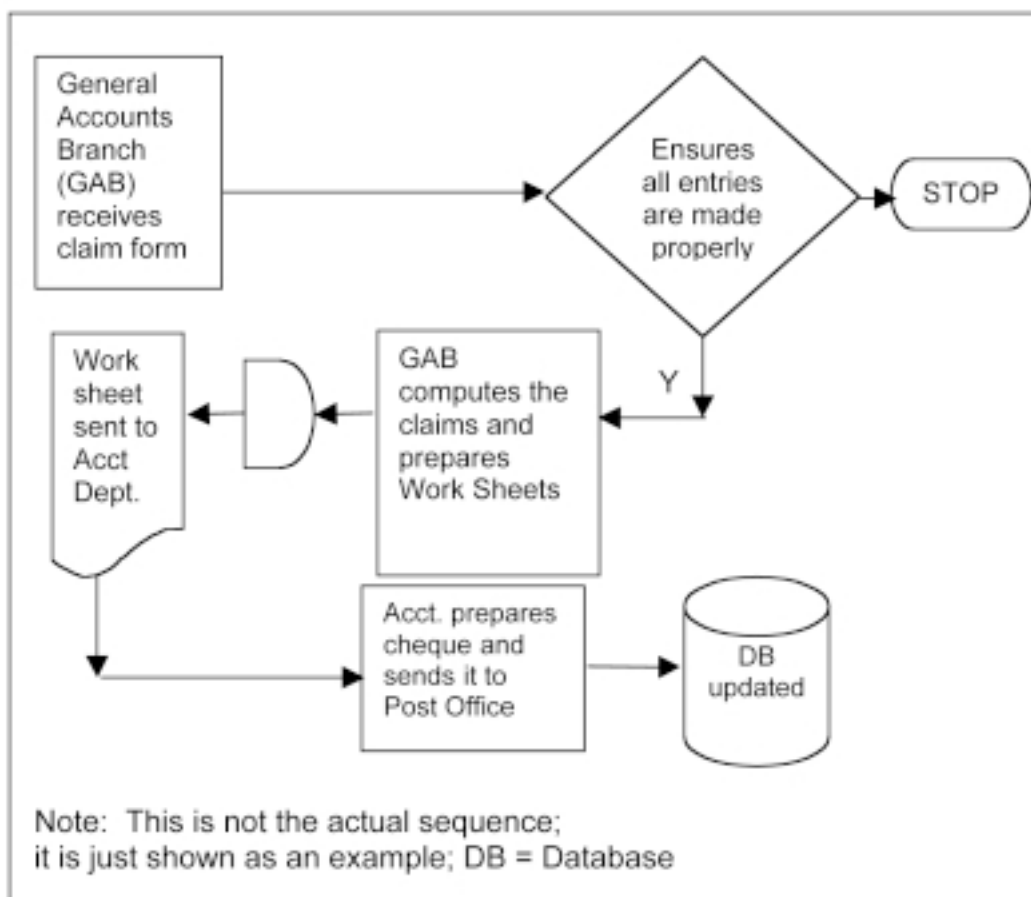 General
Accounts
Branch
(GAB)
receives
claim form
Ensures
all entries
are made
properly
STOP
Y
GAB
computes the
claims and
prepares
Work Sheets
Work
sheet
sent to
Acct
Dept.
Acct. prepares
cheque and
sends it to
Post Office
DB
updated
Note: This is not the actual sequence;
it is just shown as an example; DB = Database